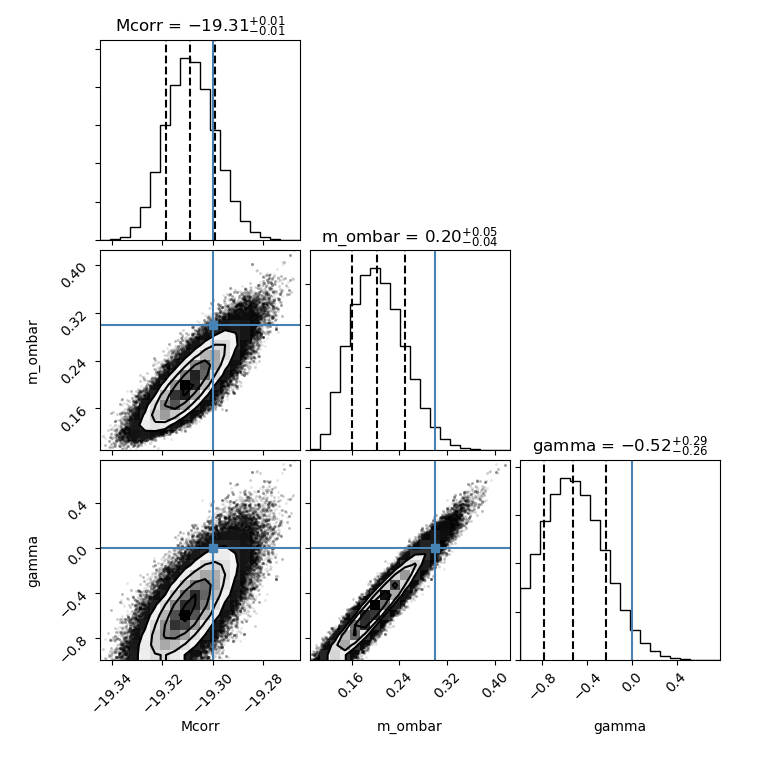 Mcorr = −19.31+0.01−0.01
m_ombar = 0.20+0.05−0.04
0.40
0.32
0.24
0.16
m_ombar
gamma = −0.52+0.29−0.26
0.4
0.0
−0.4
−0.8
gamma
−19.34
−19.32
−19.30
−19.28
Mcorr
0.16
0.24
0.32
0.40
m_ombar
−0.8
−0.4
0.0
0.4
gamma